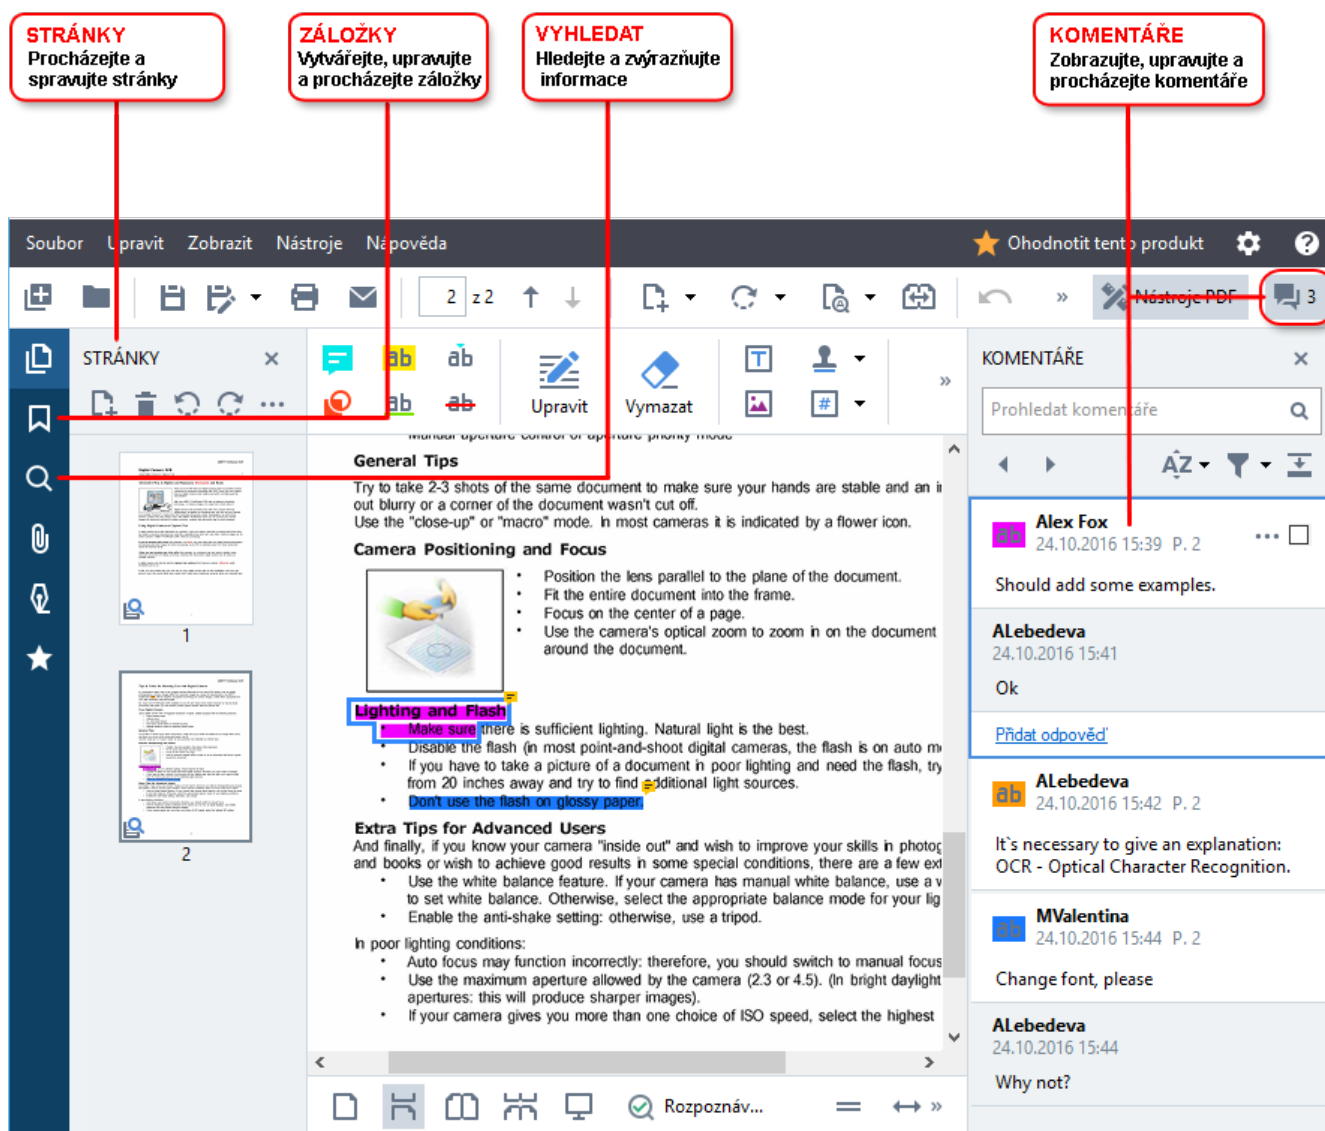 STRÁNKY
Procházejte a
spravujte stránky
ZÁLOŽKY
Vytvářejte, upravujte
a procházejte záložky
VYHLEDAT
Hledejte a zvýrazňujte
informace
KOMENTÁŘE
Zobrazujte, upravujte a
procházejte komentáře
Soubor Upravit Zobrazit Nástroje Nápověda
Ohodnotit tento produkt
2 z 2
Nástroje PDF
3
STRÁNKY
Upravit
Vymazat
1
2
Manual aperture control or aperture priority mode
General Tips
Try to take 2-3 shots of the same document to make sure your hands are stable and an i
out blurry or a corner of the document wasn't cut off.
Use the "close-up" or "macro" mode. In most cameras it is indicated by a flower icon.
Camera Positioning and Focus
• Position the lens parallel to the plane of the document.
• Fit the entire document into the frame.
• Focus on the center of a page.
• Use the camera's optical zoom to zoom in on the document
around the document.
Lighting and Flash
• Make sure there is sufficient lighting. Natural light is the best.
• Disable the flash (in most point-and-shoot digital cameras, the flash is on auto m
• If you have to take a picture of a document in poor lighting and need the flash, try
from 20 inches away and try to find additional light sources.
• Don't use the flash on glossy paper.
Extra Tips for Advanced Users
And finally, if you know your camera "inside out" and wish to improve your skills in photog
and books or wish to achieve good results in some special conditions, there are a few ext
• Use the white balance feature. If your camera has manual white balance, use a w
to set white balance. Otherwise, select the appropriate balance mode for your lig
• Enable the anti-shake setting: otherwise, use a tripod.
In poor lighting conditions:
• Auto focus may function incorrectly: therefore, you should switch to manual focus
• Use the maximum aperture allowed by the camera (2.3 or 4.5). (In bright daylight
apertures: this will produce sharper images).
• If your camera gives you more than one choice of ISO speed, select the highest
Rozpoznáv...
KOMENTÁŘE
Prohledat komentáře
AZ
ab Alex Fox
24.10.2016 15:39 P. 2
Should add some examples.
ALebedeva
24.10.2016 15:41
Ok
Přidat odpověď
ab ALebedeva
24.10.2016 15:42 P. 2
It`s necessary to give an explanation:
OCR - Optical Character Recognition.
ab MValentina
24.10.2016 15:44 P. 2
Change font, please
ALebedeva
24.10.2016 15:44
Why not?